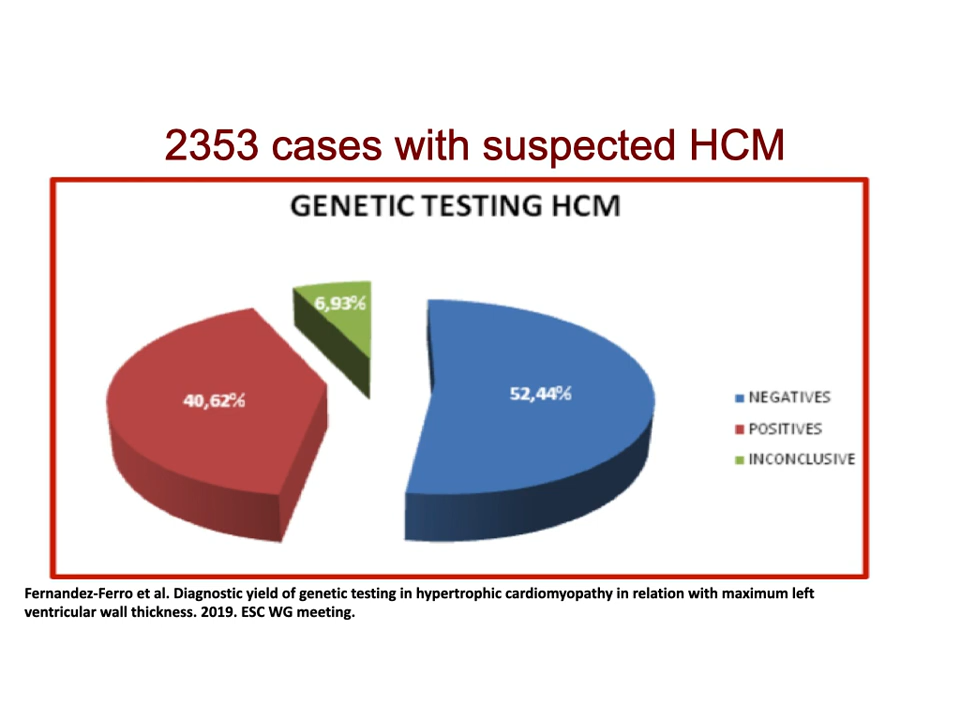 2353 cases with suspected HCM
GENETIC TESTING HCM
6,93%
40,62%
52,44%
NEGATIVES
POSITIVES
INCONCLUSIVE
Fernandez-Ferro et al. Diagnostic yield of genetic testing in hypertrophic cardiomyopathy in relation with maximum left
ventricular wall thickness. 2019. ESC WG meeting.